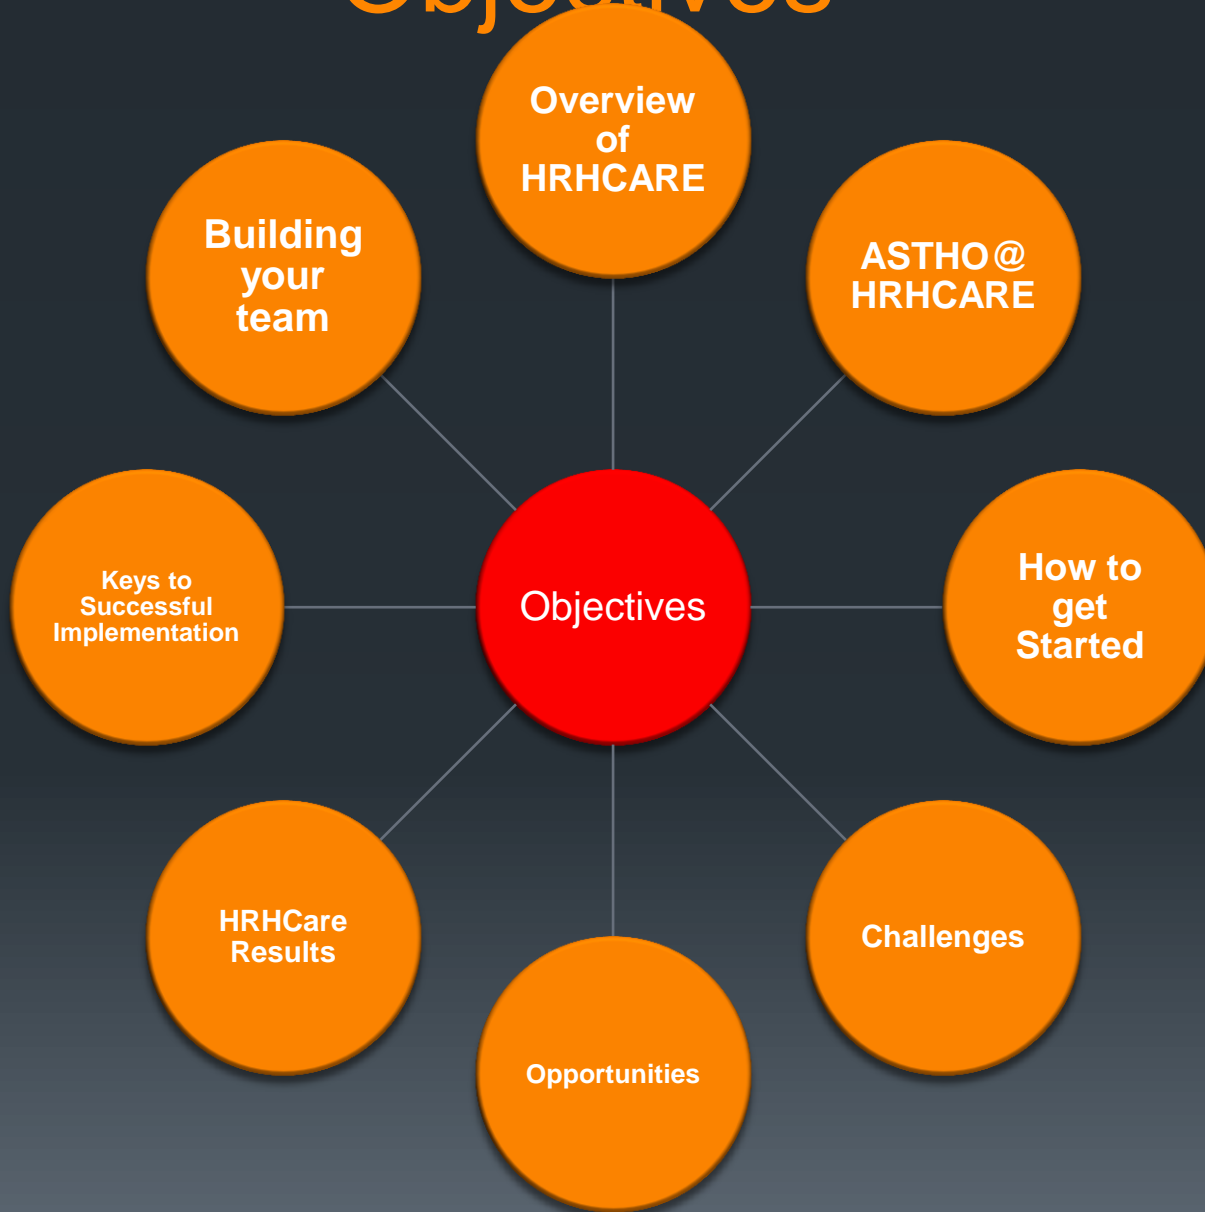 Objectives
Overview
of
HRHCARE
ASTHO@
HRHCARE
How to
get
Started
Challenges
Opportunities
HRHCare
Results
Keys to
Successful
Implementation
Building
your
team
Objectives